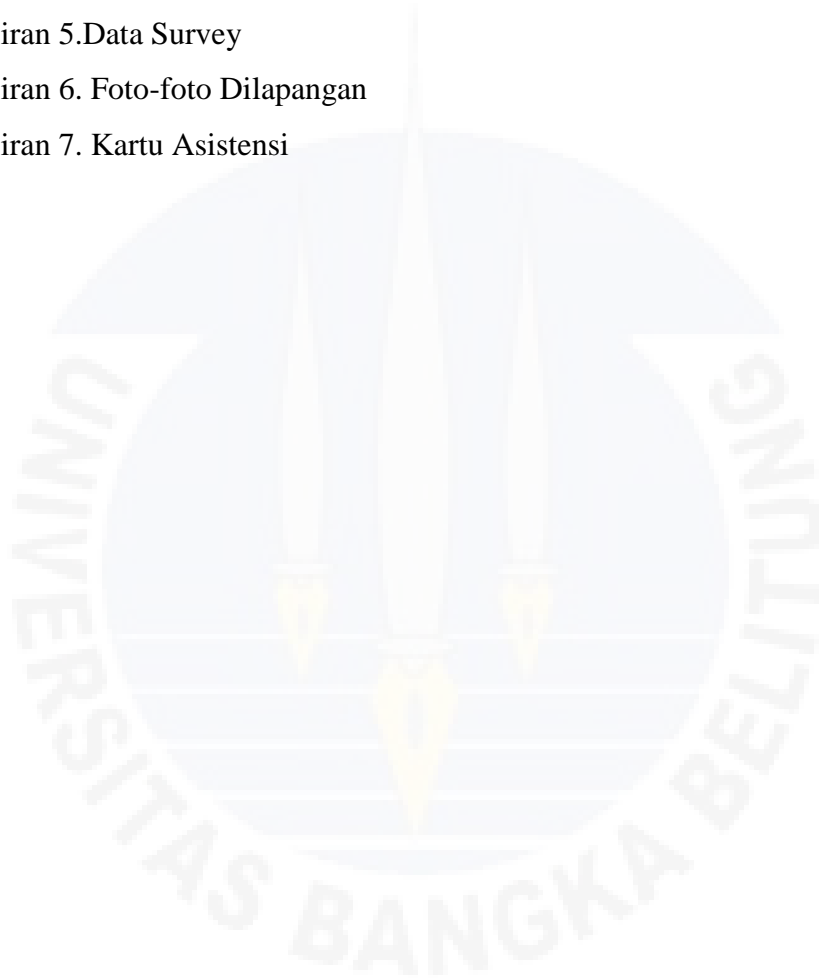 iran 5.Data Survey
iran 6. Foto-foto Dilapangan
iran 7. Kartu Asistensi
UNIVERSITAS BANGKA BELITUNG